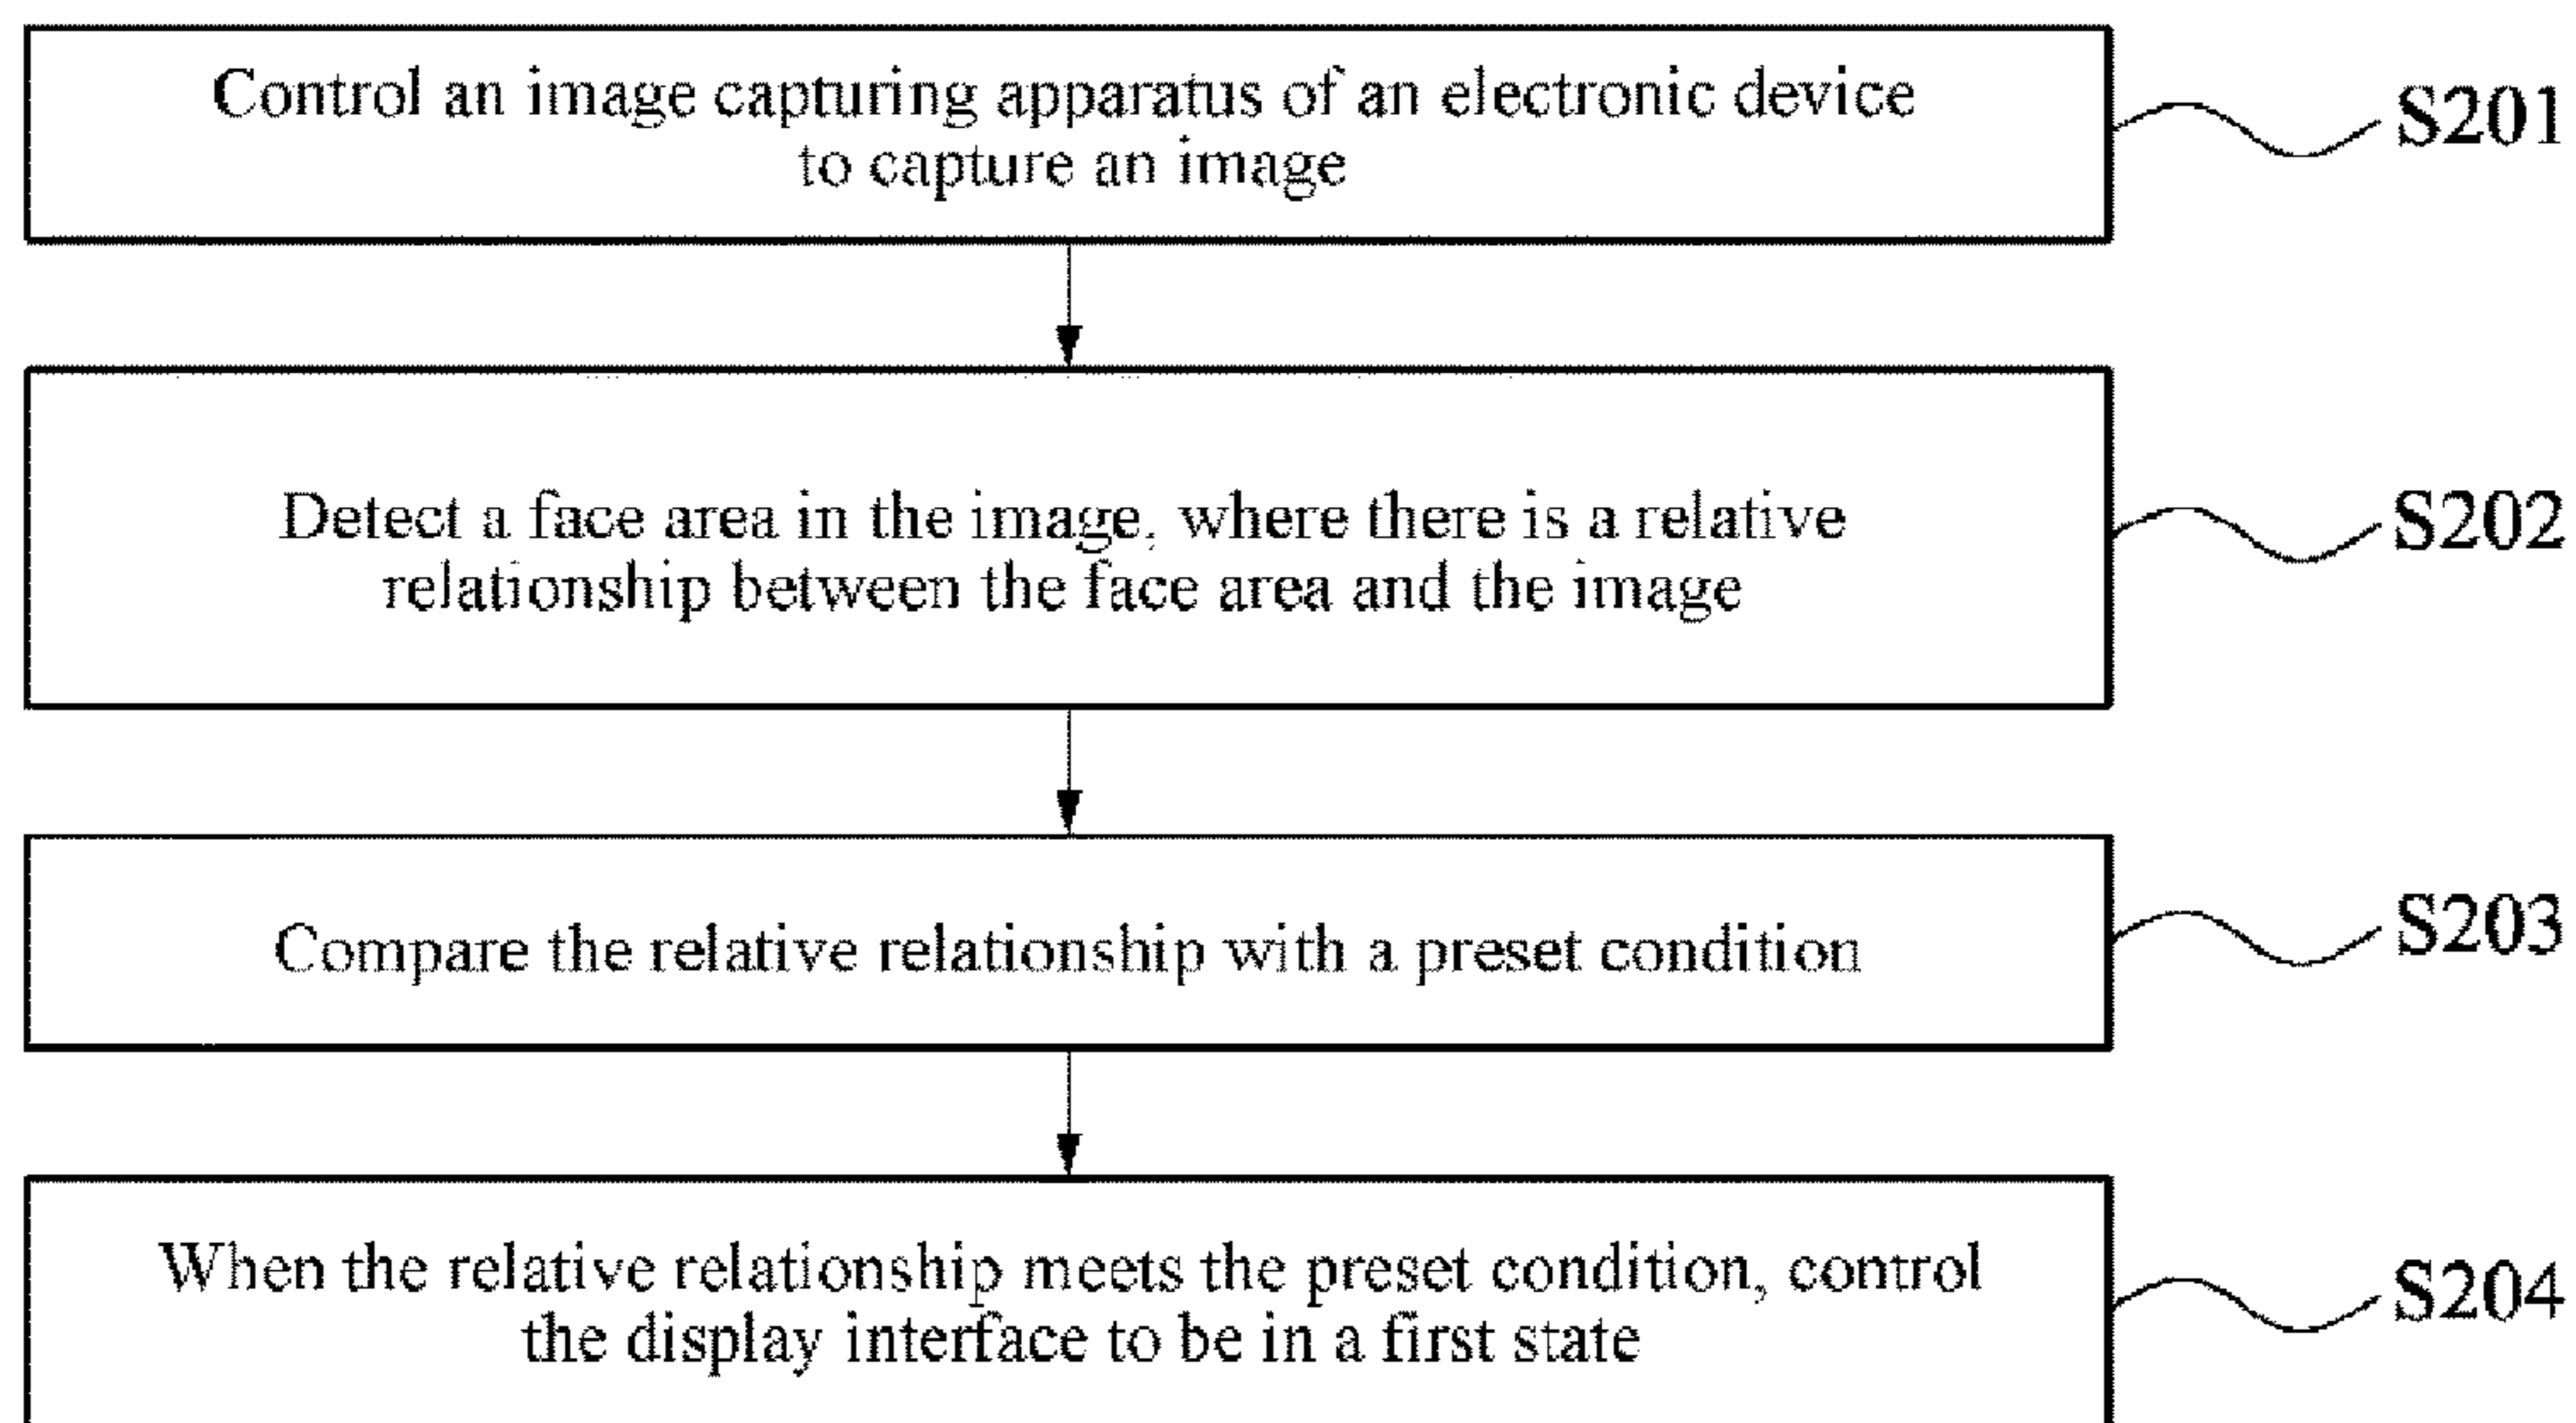 Control an image capturing apparatus of an electronic device
to capture an image
S201
Detect a face area in the image, where there is a relative
relationship between the face area and the image
S202
Compare the relative relationship with a preset condition
S203
When the relative relationship meets the preset condition, control
the display interface to be in a first state
S204